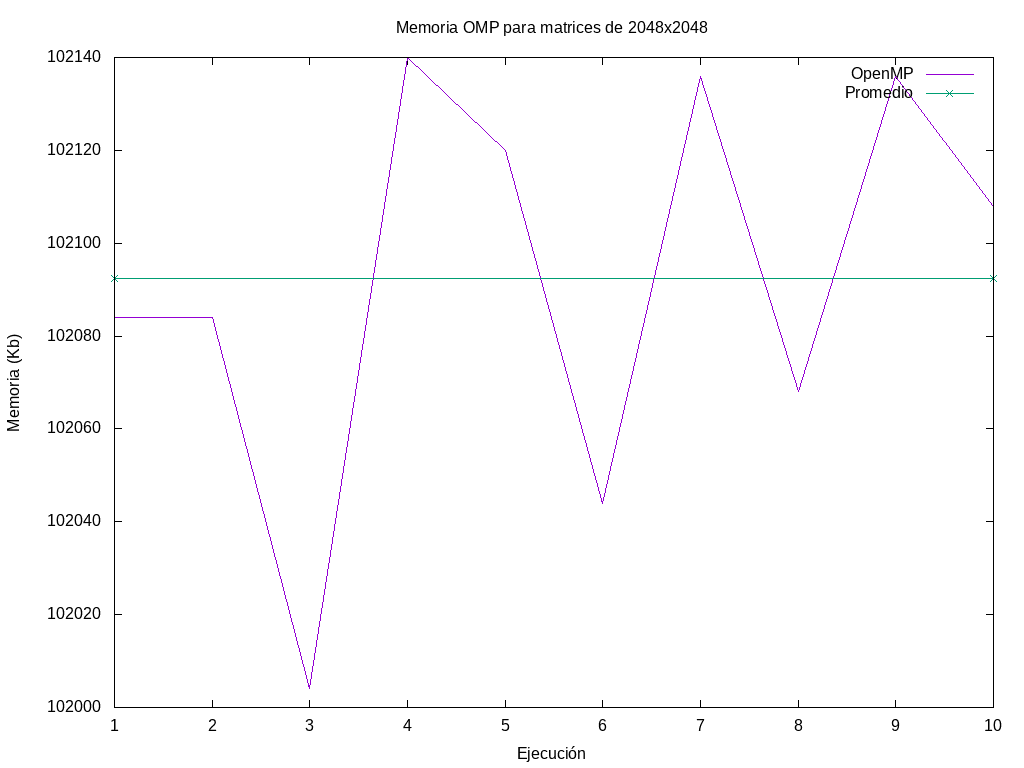 Memoria OMP para matrices de 2048x2048
OpenMP
Promedio
102140
102120
102100
102080
102060
102040
102020
102000
Memoria (Kb)
1 2 3 4 5 6 7 8 9 10
Ejecución